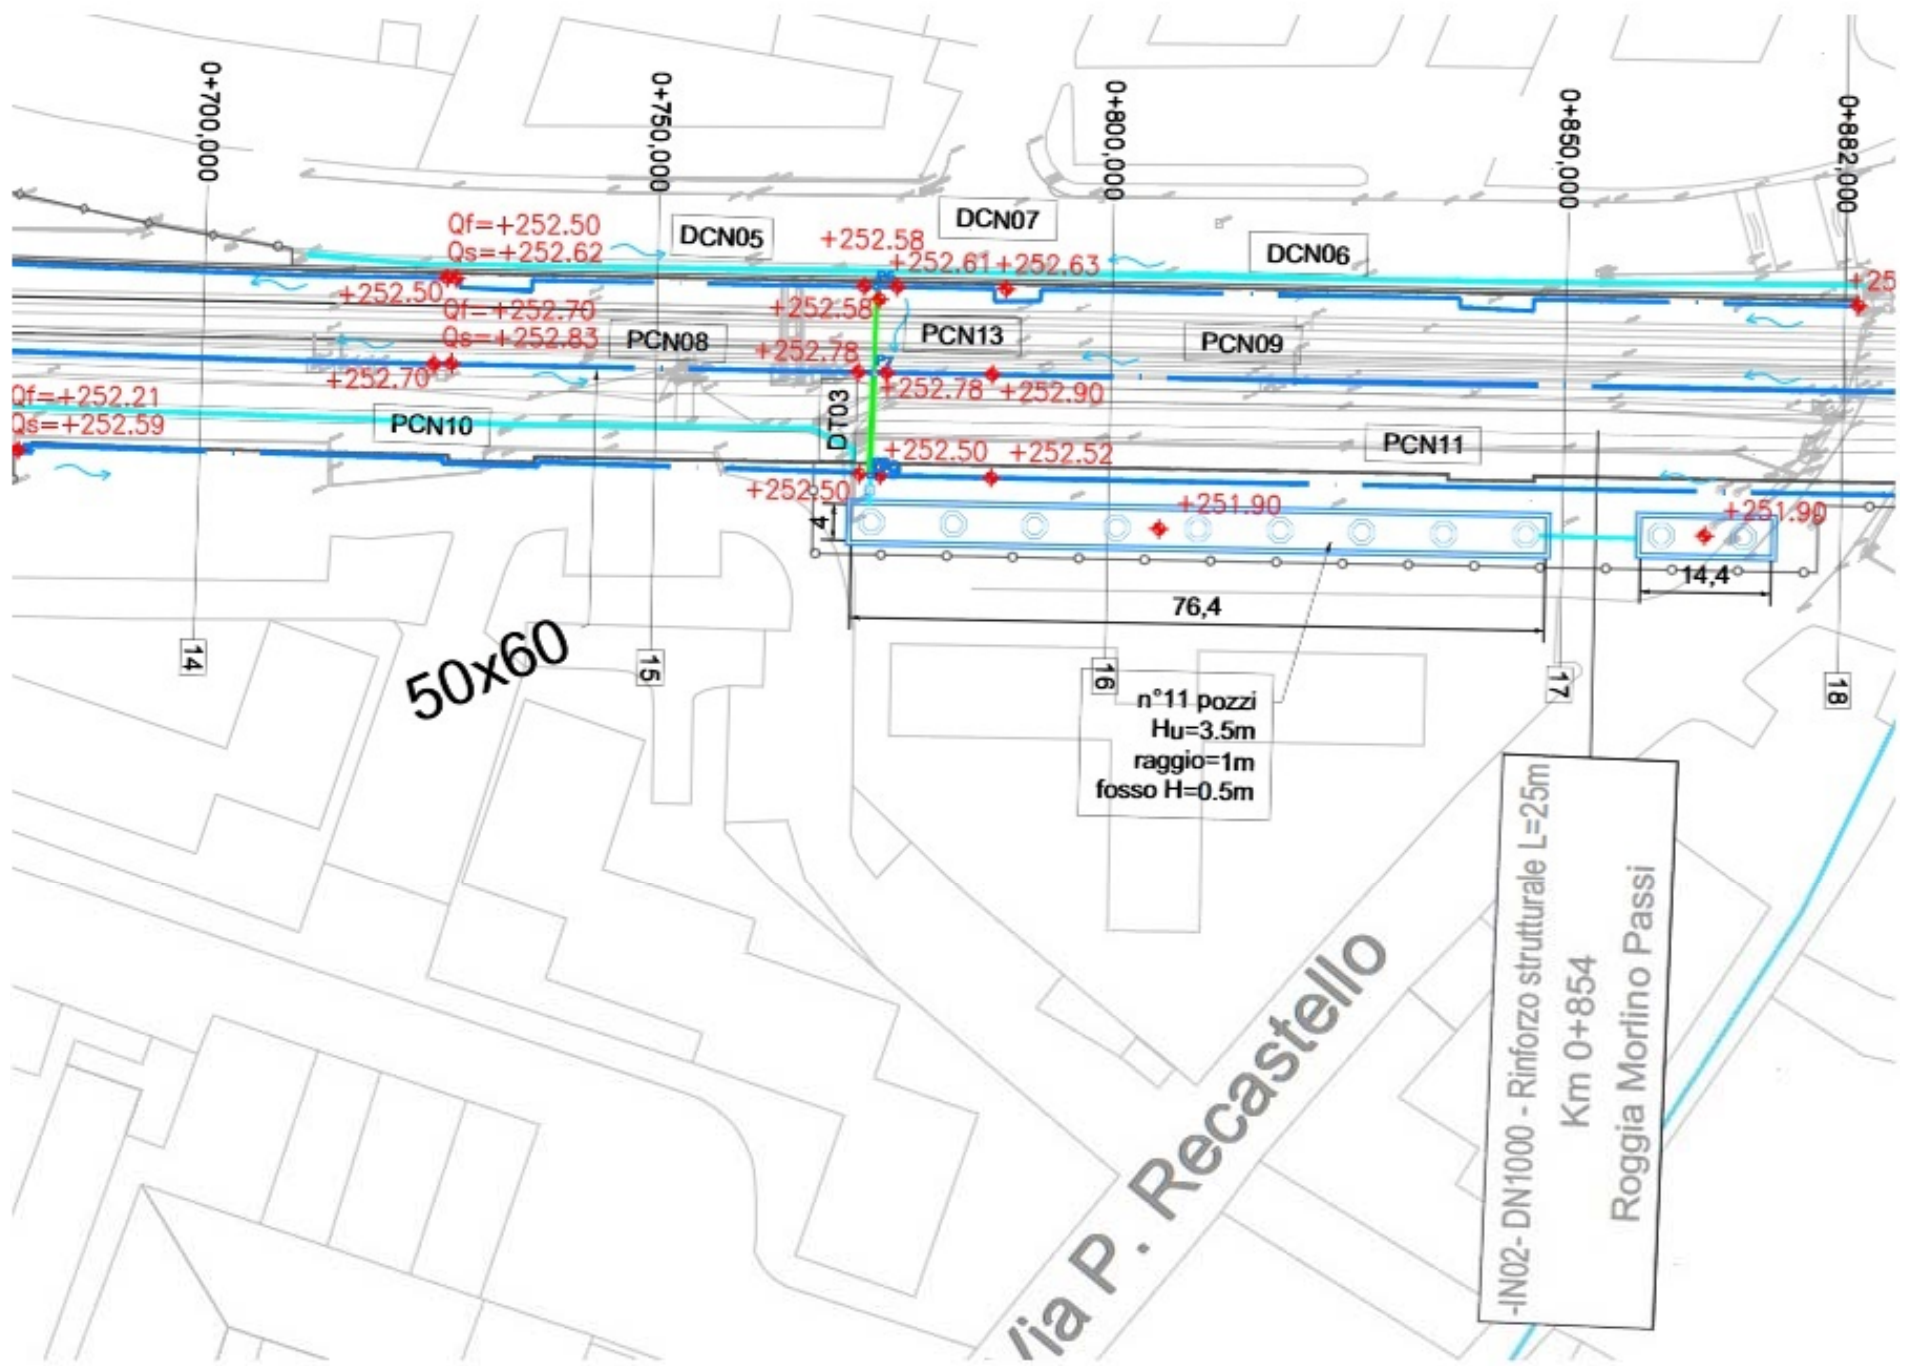 0+700,000
0+750,000
0+800,000
0+850,000
0+882,000
Qf=+252.50
Qs=+252.62
DCN05
DCN07
DCN06
+252.58
+252.61
+252.63
+252.50
+252.58
Qf=+252.70
Qs=+252.83
PCN08
PCN13
PCN09
+252.78
+252.70
+252.78
+252.90
Qf=+252.21
Qs=+252.59
PCN10
DT03
PCN11
+252.50
+252.52
+252.50
+251.90
+251.90
4
76,4
14,4
14
15
16
17
18
50x60
n°11 pozzi
Hu=3.5m
raggio=1m
fosso H=0.5m
-IN02- DN1000 - Rinforzo strutturale L=25m
Km 0+854
Roggia Morlino Passi
Via P. Recastello